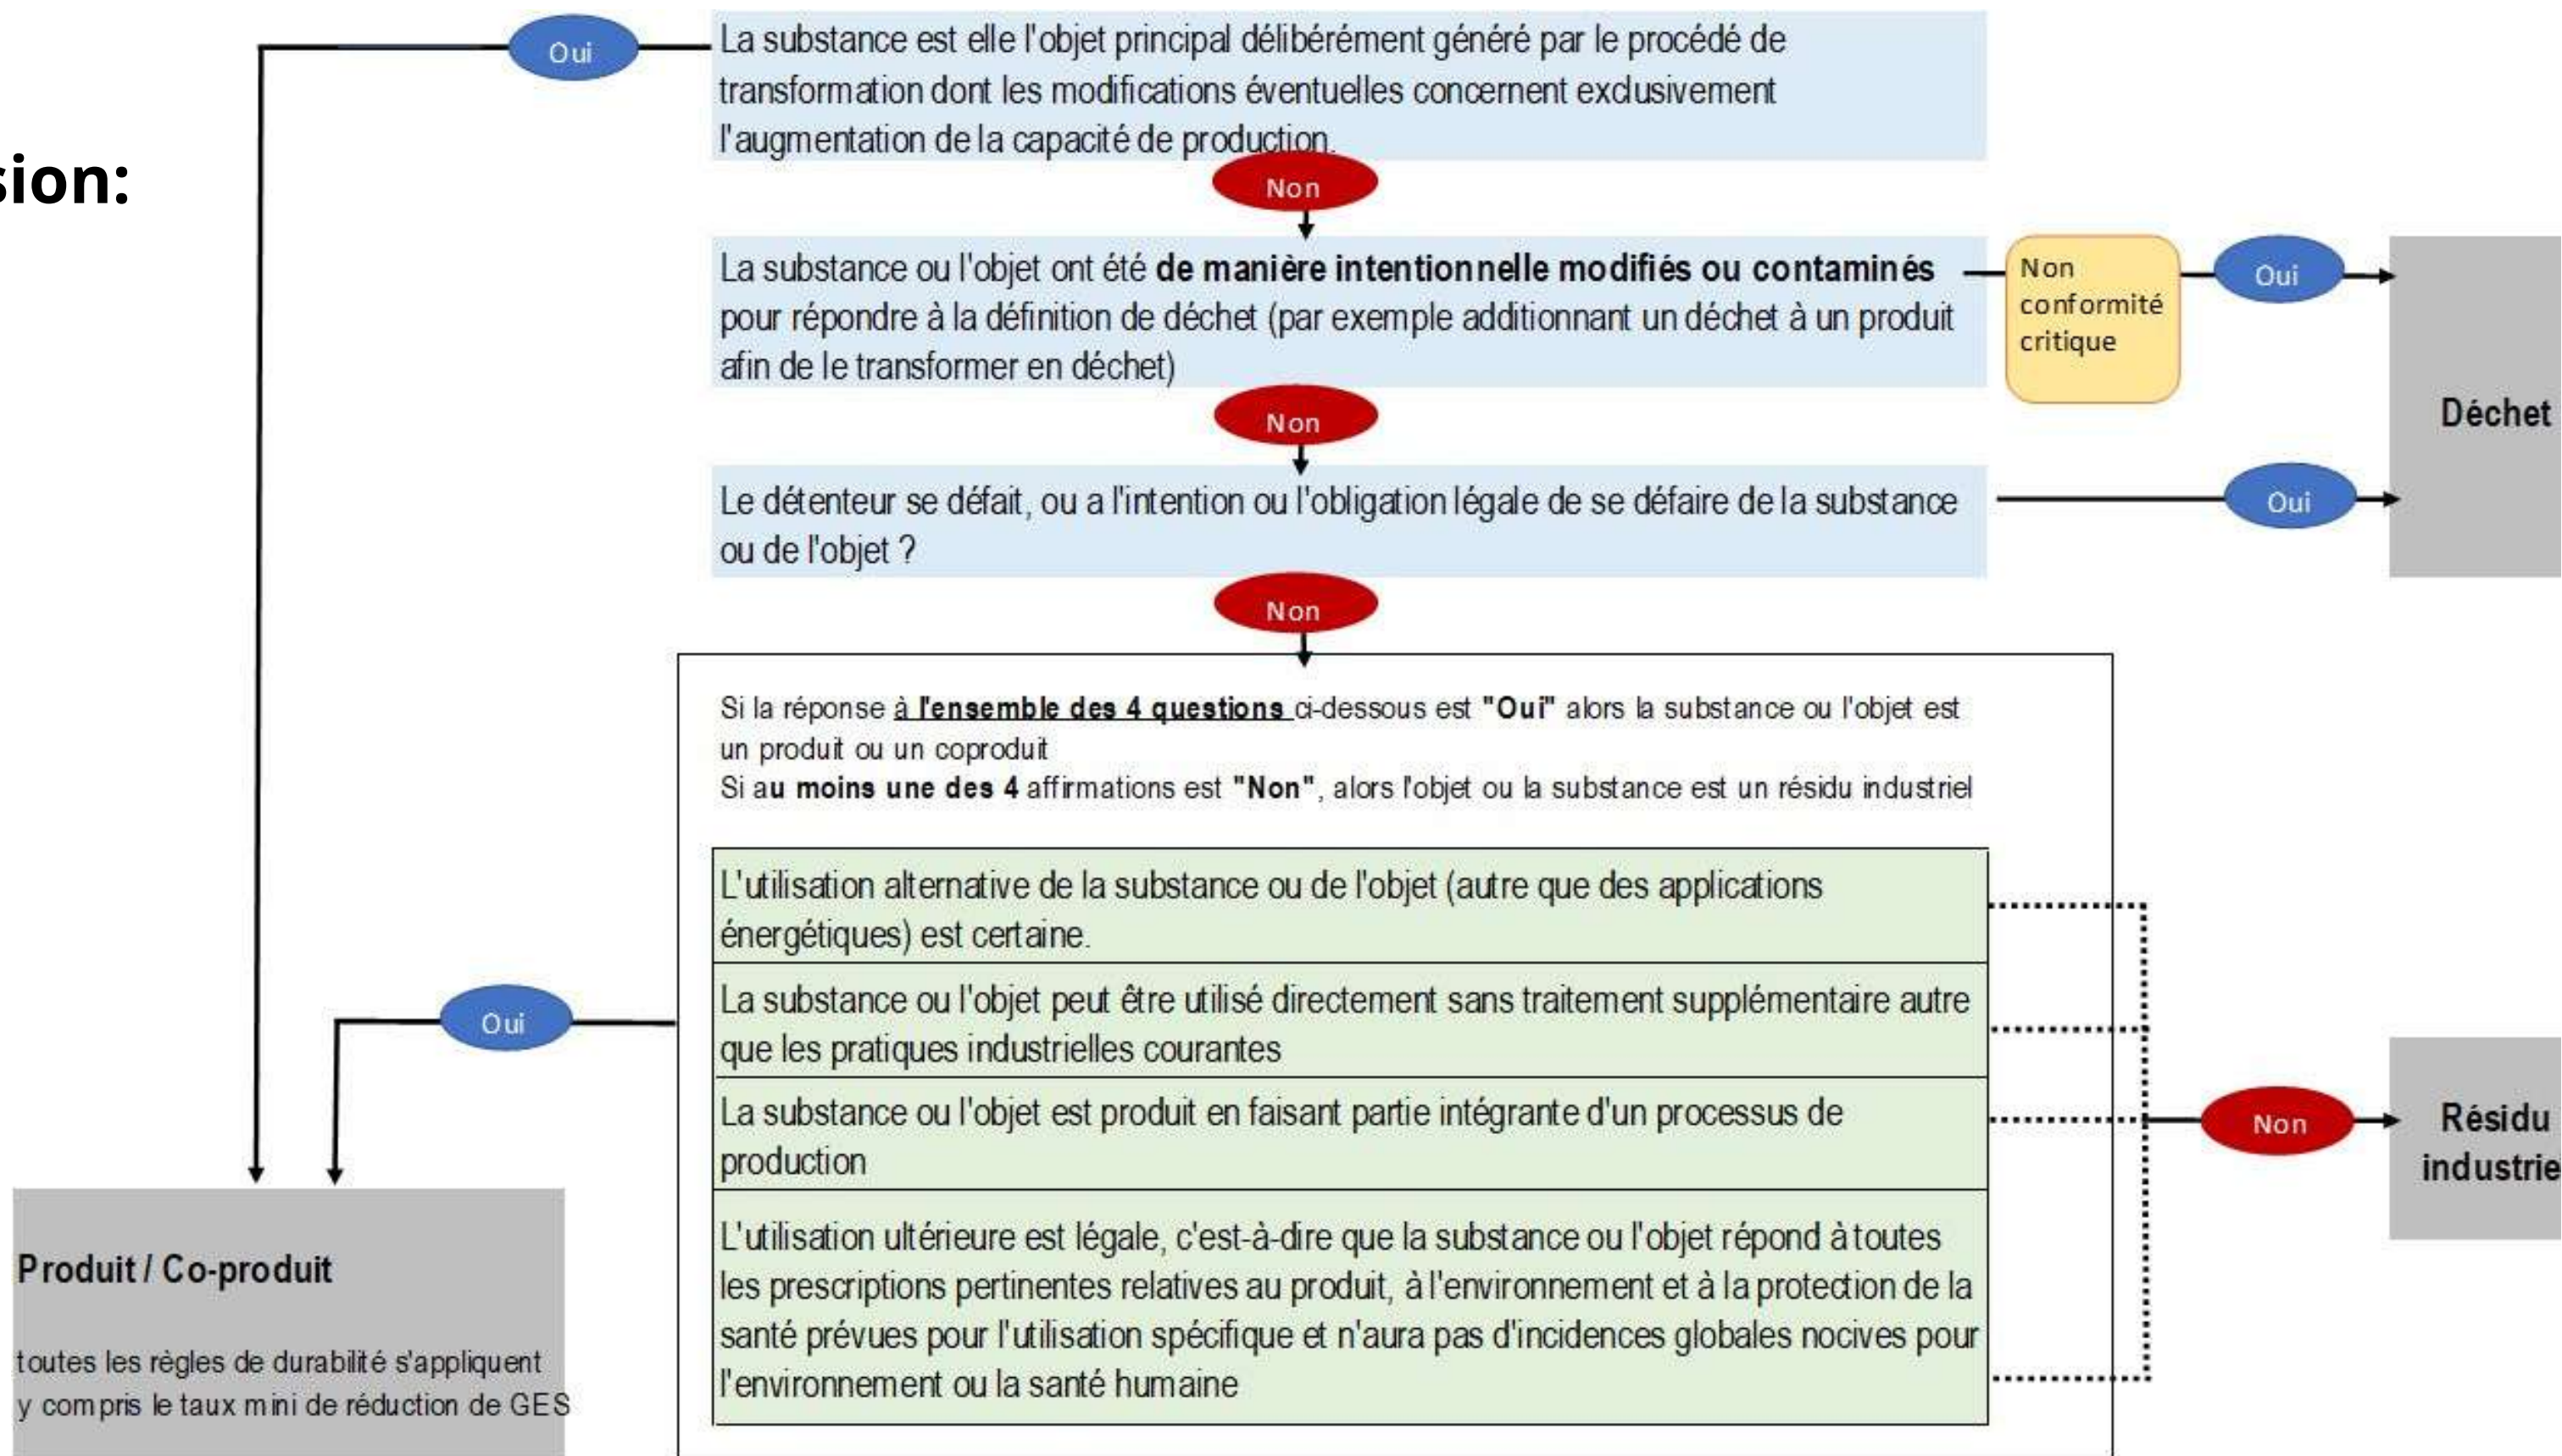 sion:
Oui
La substance est elle l'objet principal délibérément généré par le procédé de
transformation dont les modifications éventuelles concernent exclusivement
l'augmentation de la capacité de production.
Non
La substance ou l'objet ont été de manière intentionnelle modifiés ou contaminés
pour répondre à la définition de déchet (par exemple additionnant un déchet à un produit
afin de le transformer en déchet)
Non
conformité
critique
Oui
Déchet
Non
Le détenteur se défait, ou a l'intention ou l'obligation légale de se défaire de la substance
ou de l'objet ?
Oui
Non
Si la réponse à l'ensemble des 4 questions ci-dessous est "Oui" alors la substance ou l'objet est
un produit ou un coproduit
Si au moins une des 4 affirmations est "Non", alors l'objet ou la substance est un résidu industriel
L'utilisation alternative de la substance ou de l'objet (autre que des applications
énergétiques) est certaine.
La substance ou l'objet peut être utilisé directement sans traitement supplémentaire autre
que les pratiques industrielles courantes
La substance ou l'objet est produit en faisant partie intégrante d'un processus de
production
L'utilisation ultérieure est légale, c'est-à-dire que la substance ou l'objet répond à toutes
les prescriptions pertinentes relatives au produit, à l'environnement et à la protection de la
santé prévues pour l'utilisation spécifique et n'aura pas d'incidences globales nocives pour
l'environnement ou la santé humaine
Oui
Non
Résidu
industriel
Produit / Co-produit
toutes les règles de durabilité s'appliquent
y compris le taux mini de réduction de GES